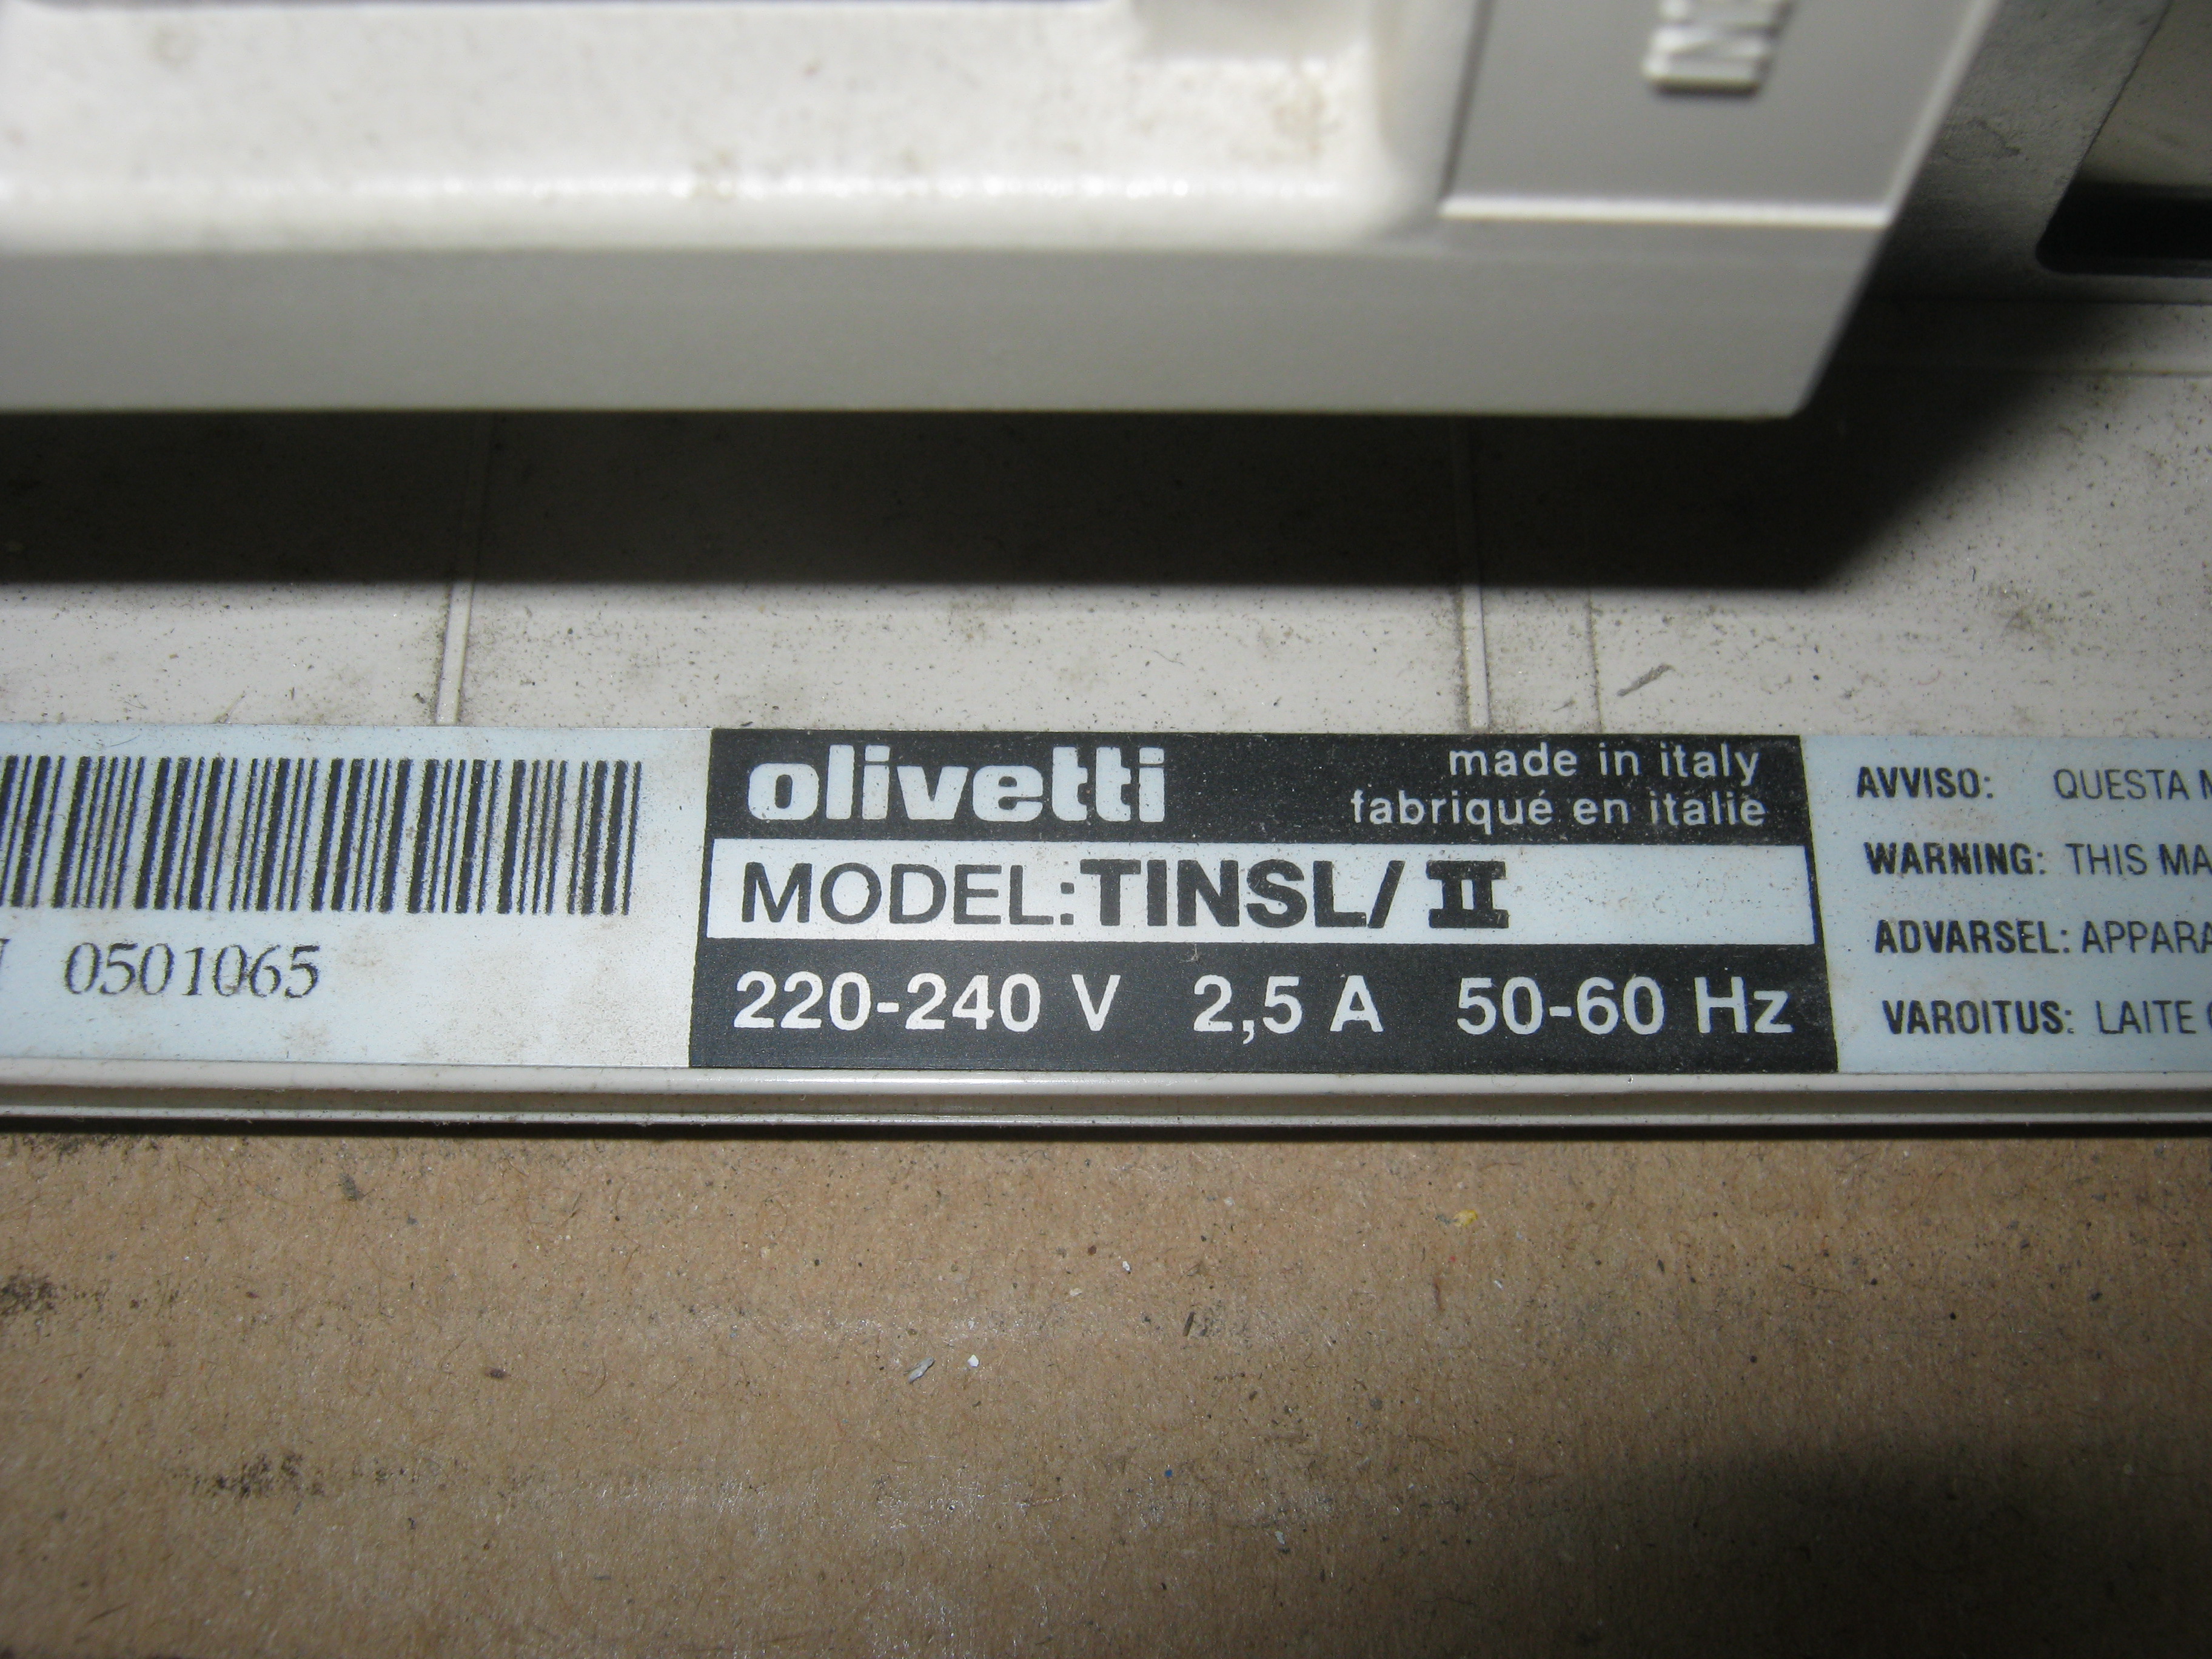 0501065
olivetti
made in italy
fabriqué en italie
MODEL:TINSL/ II
220-240 V 2,5 A 50-60 Hz
AVVISO: QUESTA
WARNING: THIS
ADVARSEL:
VAROITUS: LAITE